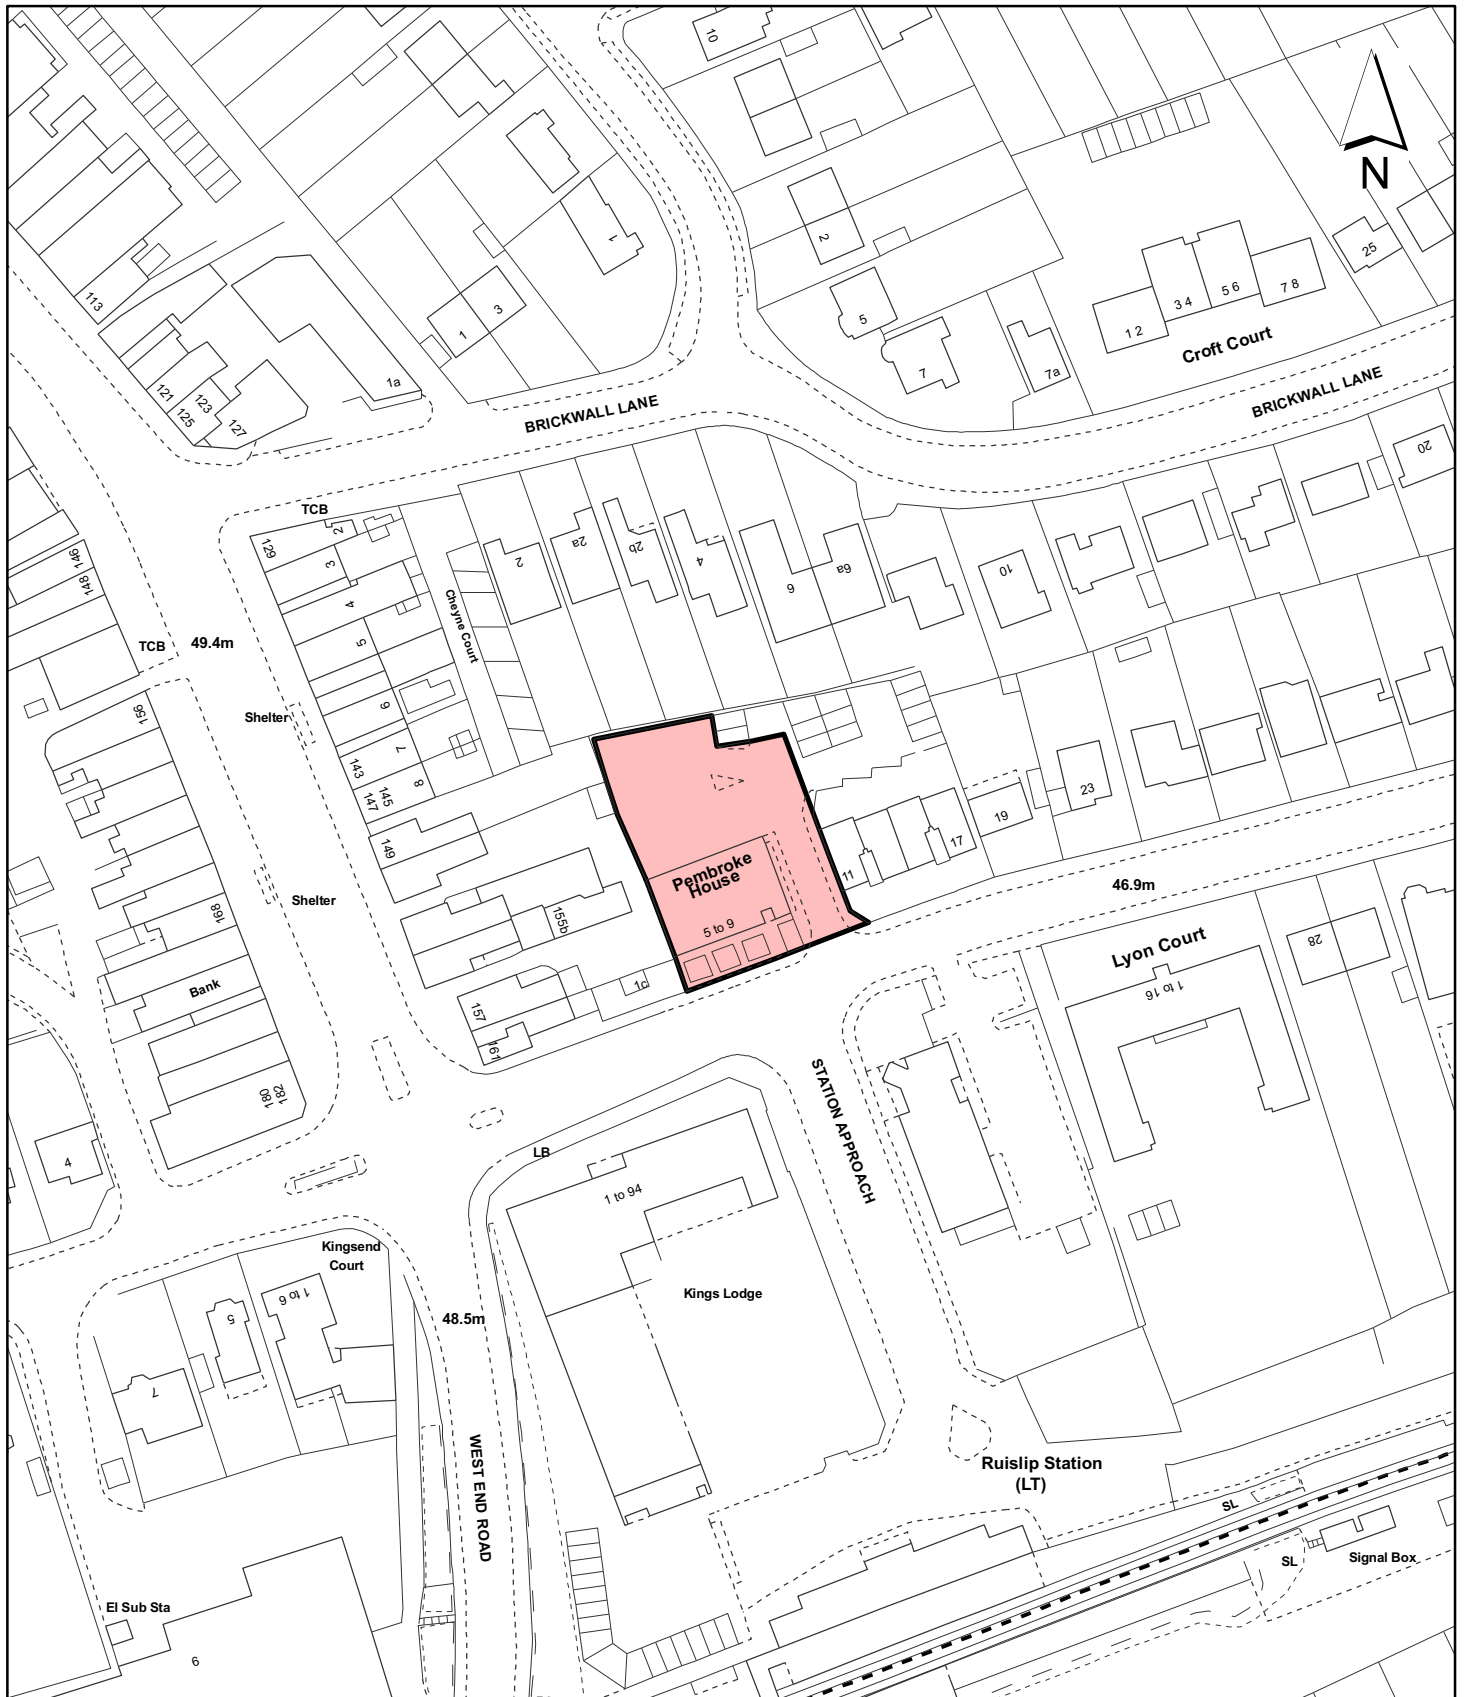 10
N
1
2
25
113
3
1
5
3 4
5 6
7 8
1 2
Croft Court
7
7a
1a
121
123
125
127
BRICKWALL LANE
BRICKWALL LANE
20
TCB
129
2
3
4
5
6
7
8
Cheyne Court
2
2a
2b
4
6
6a
10
146
148
TCB
49.4m
156
Shelter
143
145
147
149
23
19
17
11
Pembroke
House
5 to 9
46.9m
Shelter
168
155b
Bank
1c
157
161
Lyon Court
1 to 16
28
182
180
STATION APPROACH
4
LB
1 to 94
Kingsend
Court
1 to 6
5
7
48.5m
Kings Lodge
WEST END ROAD
Ruislip Station
(LT)
SL
SL
Signal Box
El Sub Sta
6